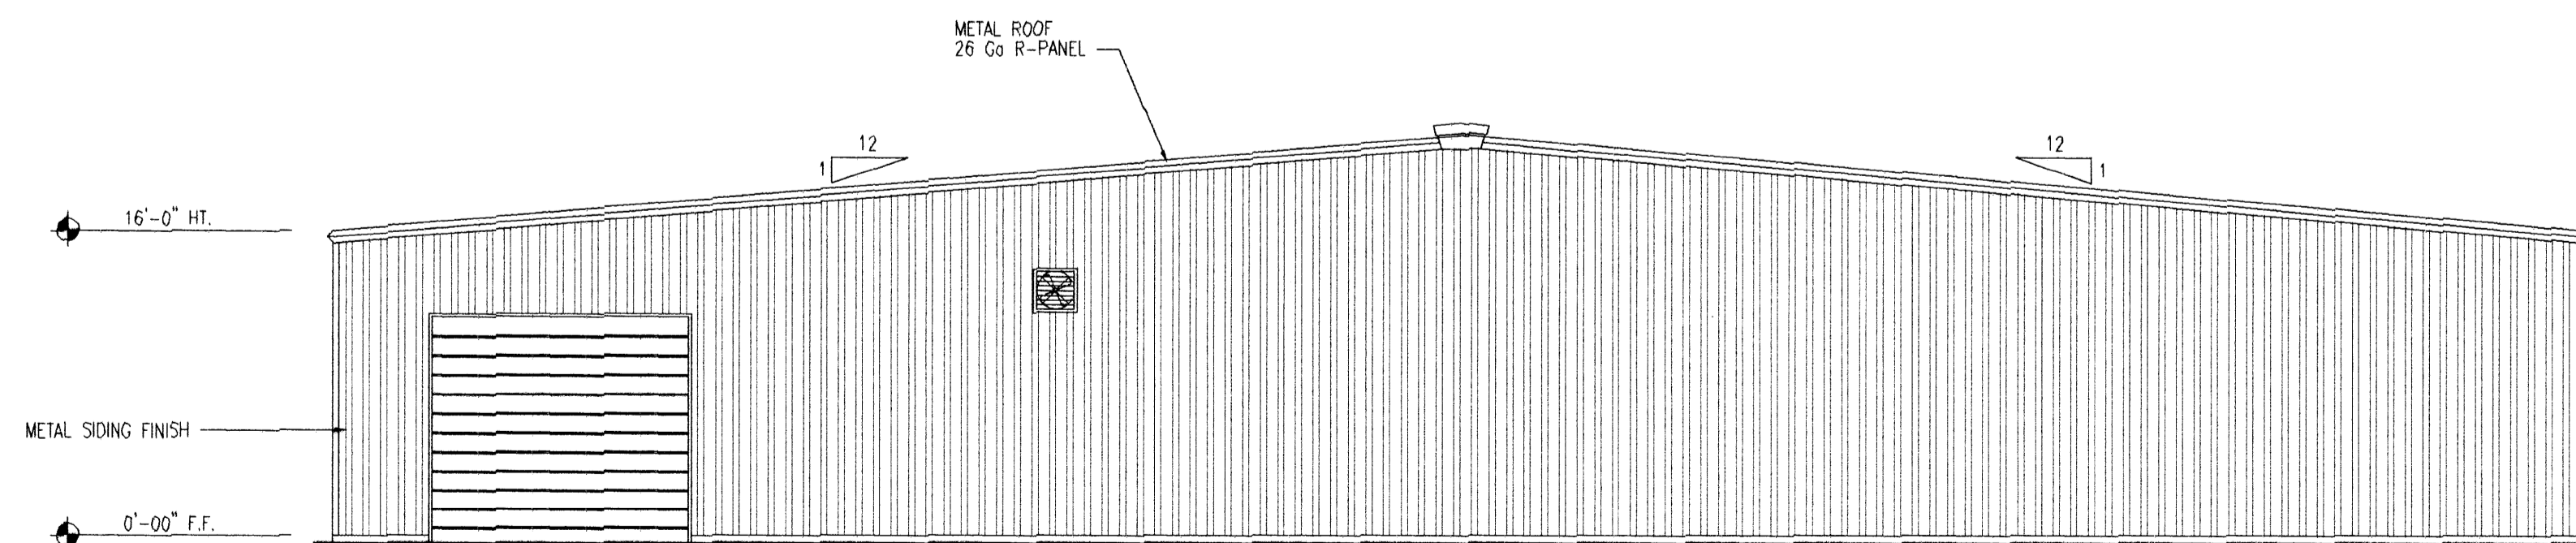 METAL ROOF
26 Ga R-PANEL
12
1
12
1
16'-0" HT.
METAL SIDING FINISH
0'-00" F.F.